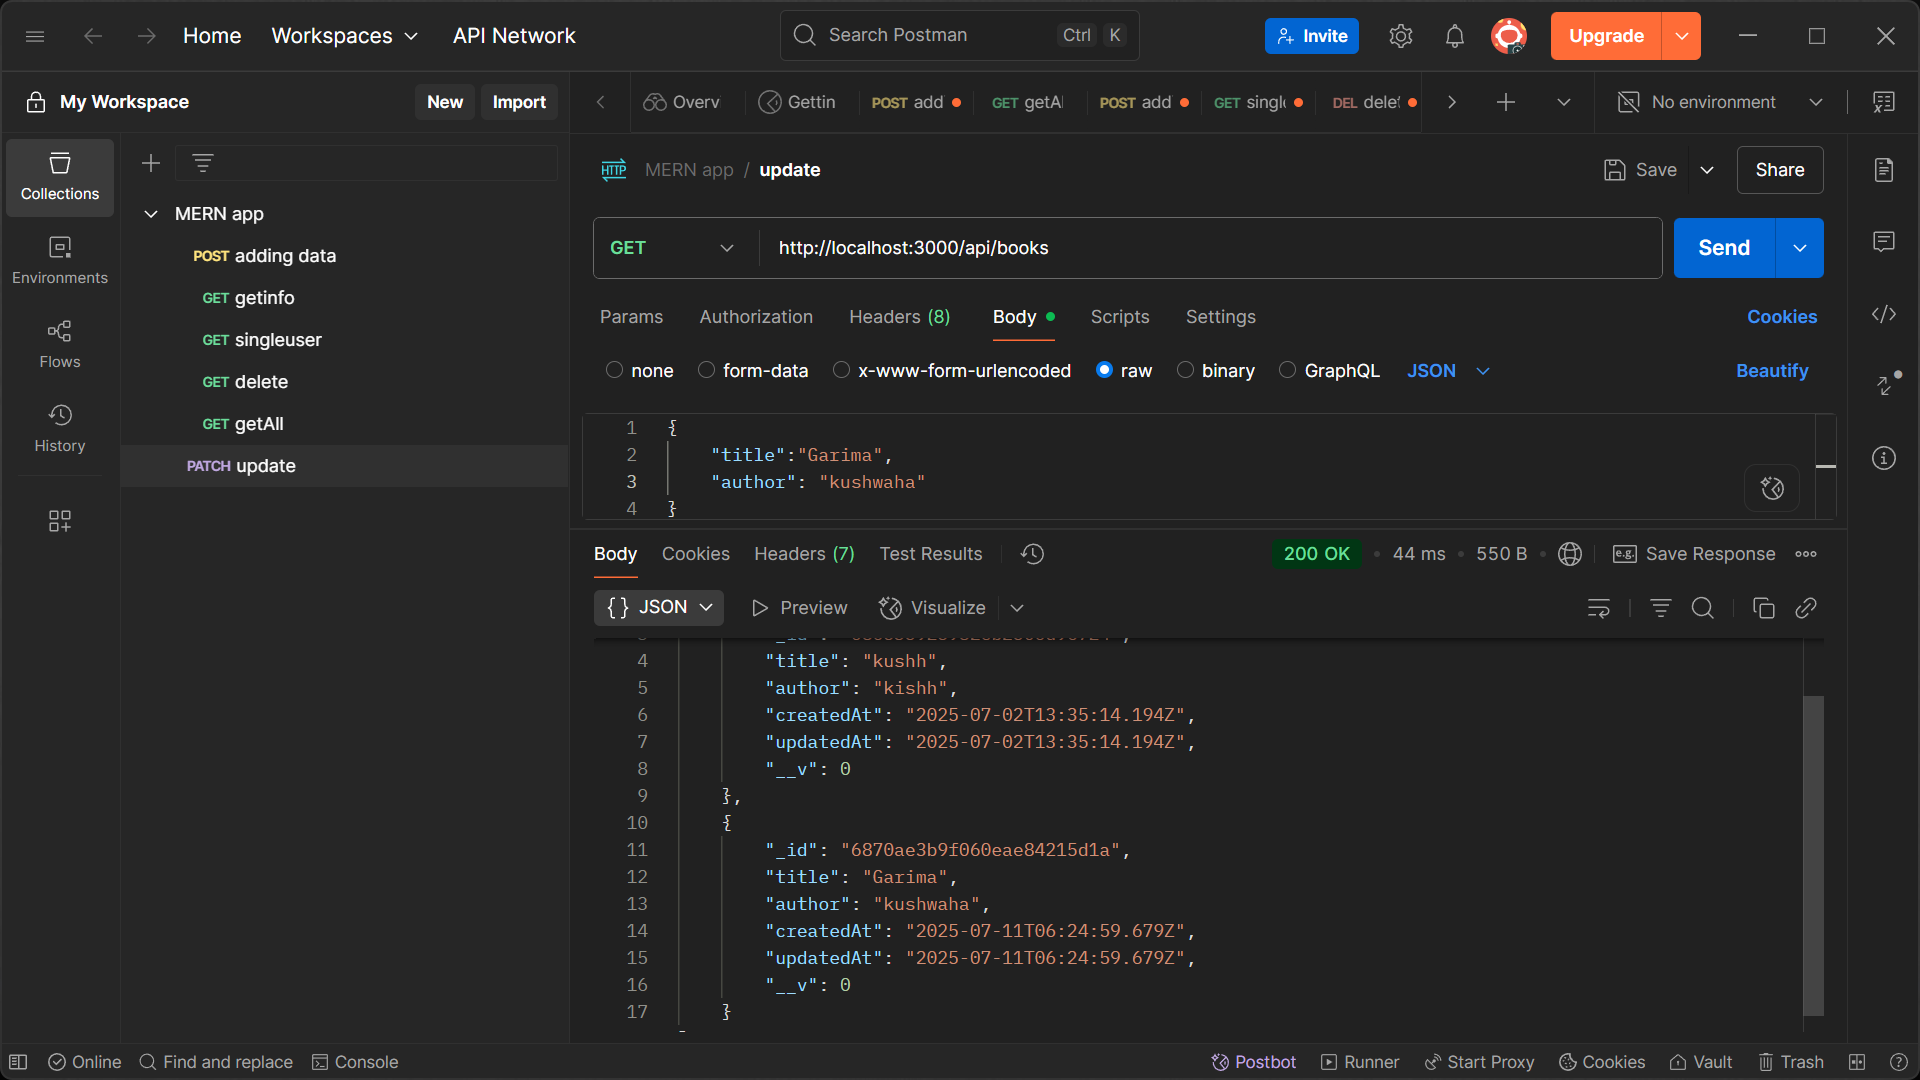 Home
Workspaces
API Network
Search Postman
Ctrl K
Invite
Upgrade
My Workspace
New
Import
Overv
Gettin
POST add
GET getAl
POST add
GET single
DEL delet
No environment
Collections
Environments
Flows
History
MERN app
POST adding data
GET getinfo
GET singleuser
GET delete
GET getAll
PATCH update
HTTP MERN app / update
Save
Share
GET http://localhost:3000/api/books
Send
Params Authorization Headers (8) Body Scripts Settings Cookies
none form-data x-www-form-urlencoded raw binary GraphQL JSON Beautify
1 {
2 "title":"Garima",
3 "author": "kushwaha"
4 }
Body Cookies Headers (7) Test Results
200 OK • 44 ms • 550 B •
e.g. Save Response
{} JSON Preview Visualize
4 "title": "kushh",
5 "author": "kishh",
6 "createdAt": "2025-07-02T13:35:14.194Z",
7 "updatedAt": "2025-07-02T13:35:14.194Z",
8 "__v": 0
9 },
10 {
11 "_id": "6870ae3b9f060eae84215d1a",
12 "title": "Garima",
13 "author": "kushwaha",
14 "createdAt": "2025-07-11T06:24:59.679Z",
15 "updatedAt": "2025-07-11T06:24:59.679Z",
16 "__v": 0
17 }
Online Find and replace Console
Postbot Runner Start Proxy Cookies Vault Trash